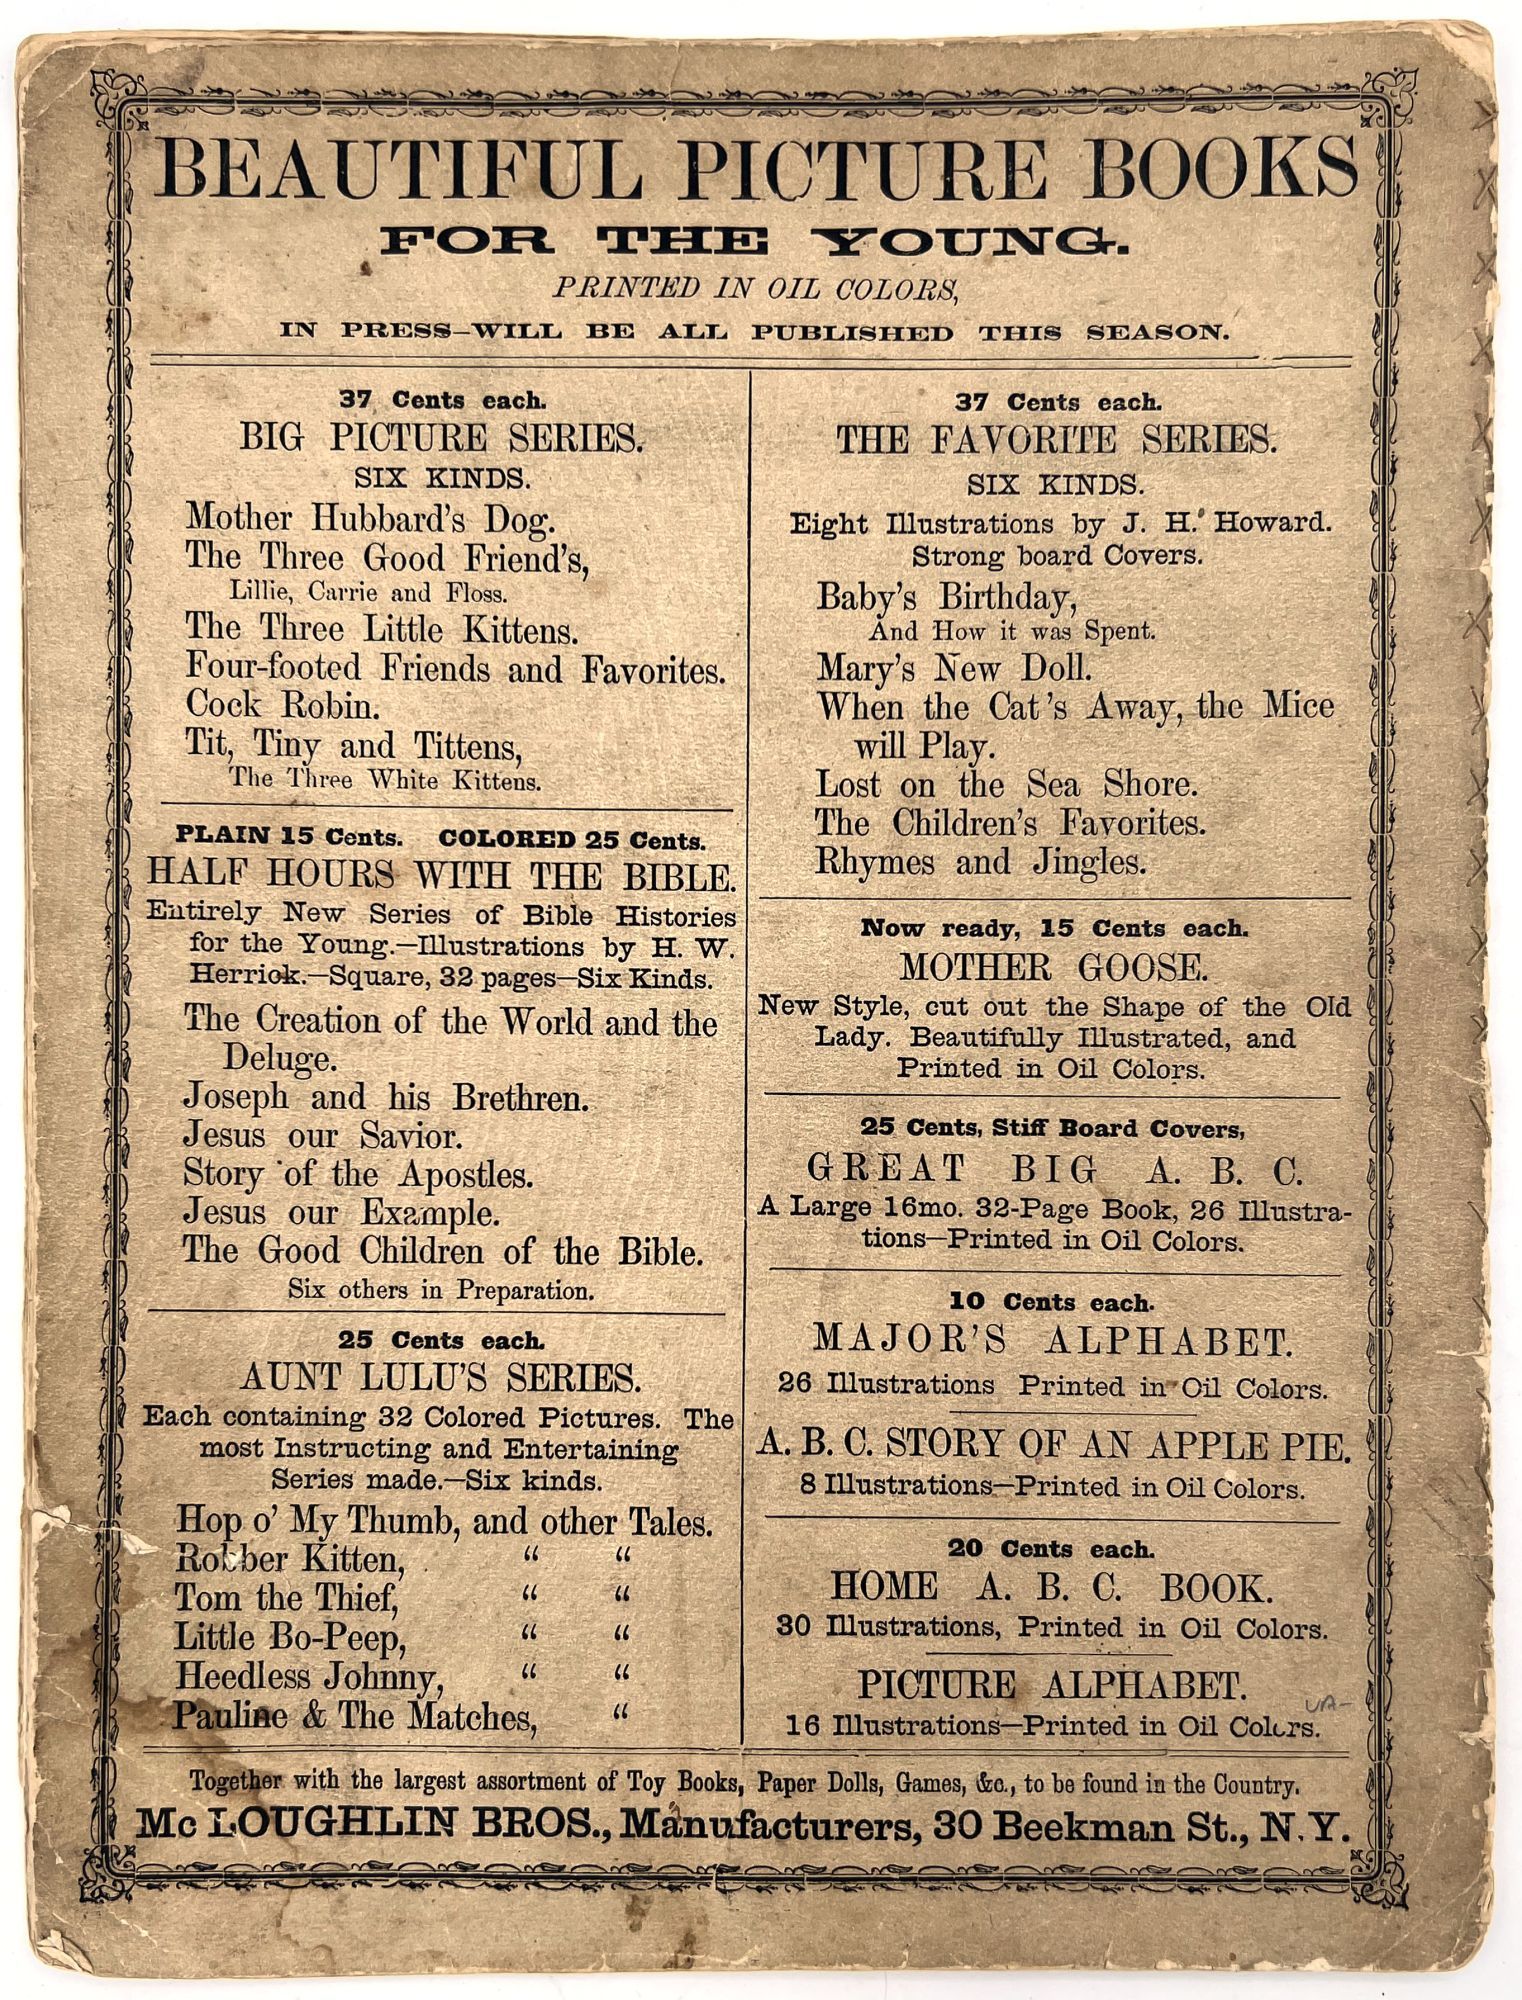 BEAUTIFUL PICTURE BOOKS
FOR THE YOUNG.
PRINTED IN OIL COLORS,
IN PRESS—WILL BE ALL PUBLISHED THIS SEASON.
37 Cents each.
BIG PICTURE SERIES.
SIX KINDS.
Mother Hubbard's Dog.
The Three Good Friend's,
Lillie, Carrie and Floss.
The Three Little Kittens.
Four-footed Friends and Favorites.
Cock Robin.
Tit, Tiny and Tittens,
The Three White Kittens.
PLAIN 15 Cents. COLORED 25 Cents.
HALF HOURS WITH THE BIBLE.
Entirely New Series of Bible Histories
for the Young.—Illustrations by H. W.
Herrick.—Square, 32 pages—Six Kinds.
The Creation of the World and the
Deluge.
Joseph and his Brethren.
Jesus our Savior.
Story of the Apostles.
Jesus our Example.
The Good Children of the Bible.
Six others in Preparation.
25 Cents each.
AUNT LULU'S SERIES.
Each containing 32 Colored Pictures. The
most Instructing and Entertaining
Series made.—Six kinds.
Hop o' My Thumb, and other Tales.
Robber Kitten, “ “
Tom the Thief, “ “
Little Bo-Peep, “ “
Heedless Johnny, “ “
Pauline & The Matches, “
37 Cents each.
THE FAVORITE SERIES.
SIX KINDS.
Eight Illustrations by J. H. Howard.
Strong board Covers.
Baby's Birthday,
And How it was Spent.
Mary's New Doll.
When the Cat's Away, the Mice
will Play.
Lost on the Sea Shore.
The Children's Favorites.
Rhymes and Jingles.
Now ready, 15 Cents each.
MOTHER GOOSE.
New Style, cut out the Shape of the Old
Lady. Beautifully Illustrated, and
Printed in Oil Colors.
25 Cents, Stiff Board Covers,
GREAT BIG A. B. C.
A Large 16mo. 32-Page Book, 26 Illustra-
tions—Printed in Oil Colors.
10 Cents each.
MAJOR'S ALPHABET.
26 Illustrations Printed in Oil Colors.
A. B. C. STORY OF AN APPLE PIE.
8 Illustrations—Printed in Oil Colors.
20 Cents each.
HOME A. B. C. BOOK.
30 Illustrations, Printed in Oil Colors.
PICTURE ALPHABET.
16 Illustrations—Printed in Oil Colors.
Together with the largest assortment of Toy Books, Paper Dolls, Games, &c., to be found in the Country.
Mc LOUGHLIN BROS., Manufacturers, 30 Beekman St., N. Y.